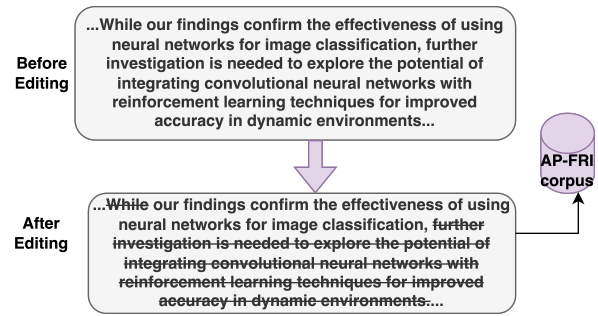 ...While our findings confirm the effectiveness of using
neural networks for image classification, further
investigation is needed to explore the potential of
integrating convolutional neural networks with
reinforcement learning techniques for improved
accuracy in dynamic environments...
Before
Editing
AP-FRI
corpus
...While our findings confirm the effectiveness of using
neural networks for image classification, further
investigation is needed to explore the potential of
integrating convolutional neural networks with
reinforcement learning techniques for improved
accuracy in dynamic environments....
After
Editing